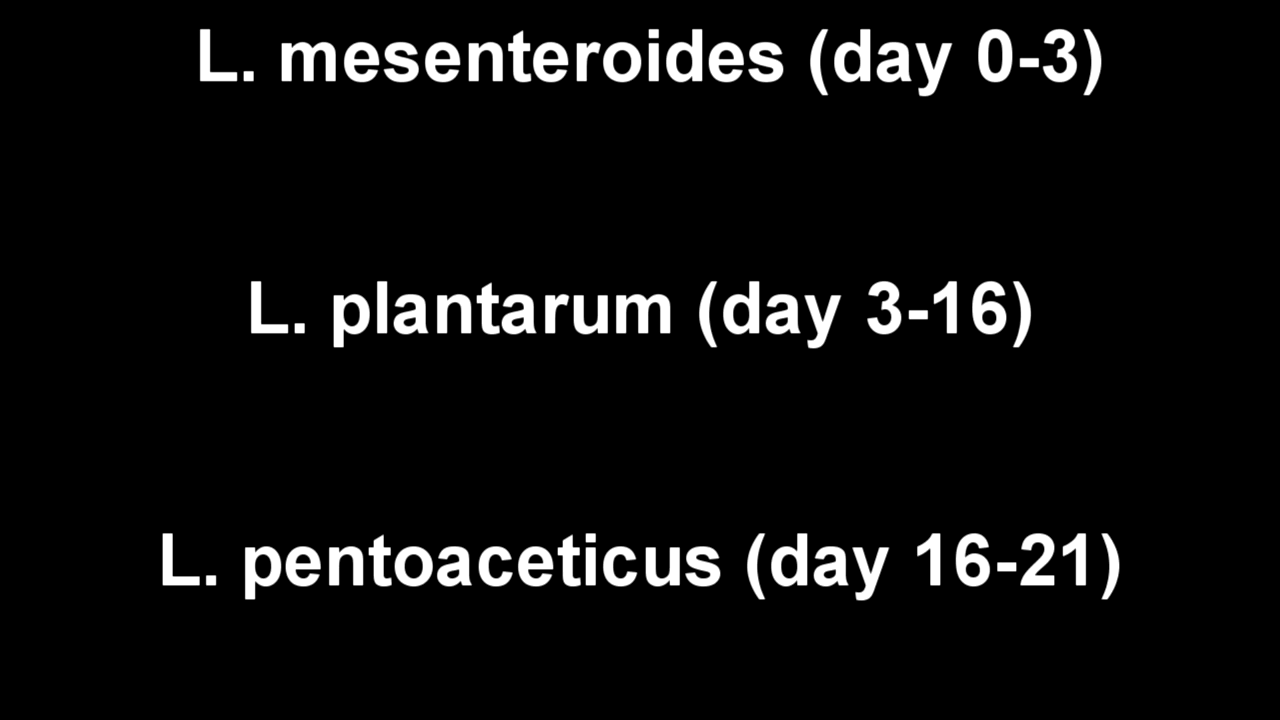 L. mesenteroides (day 0-3)
L. plantarum (day 3-16)
L. pentoaceticus (day 16-21)